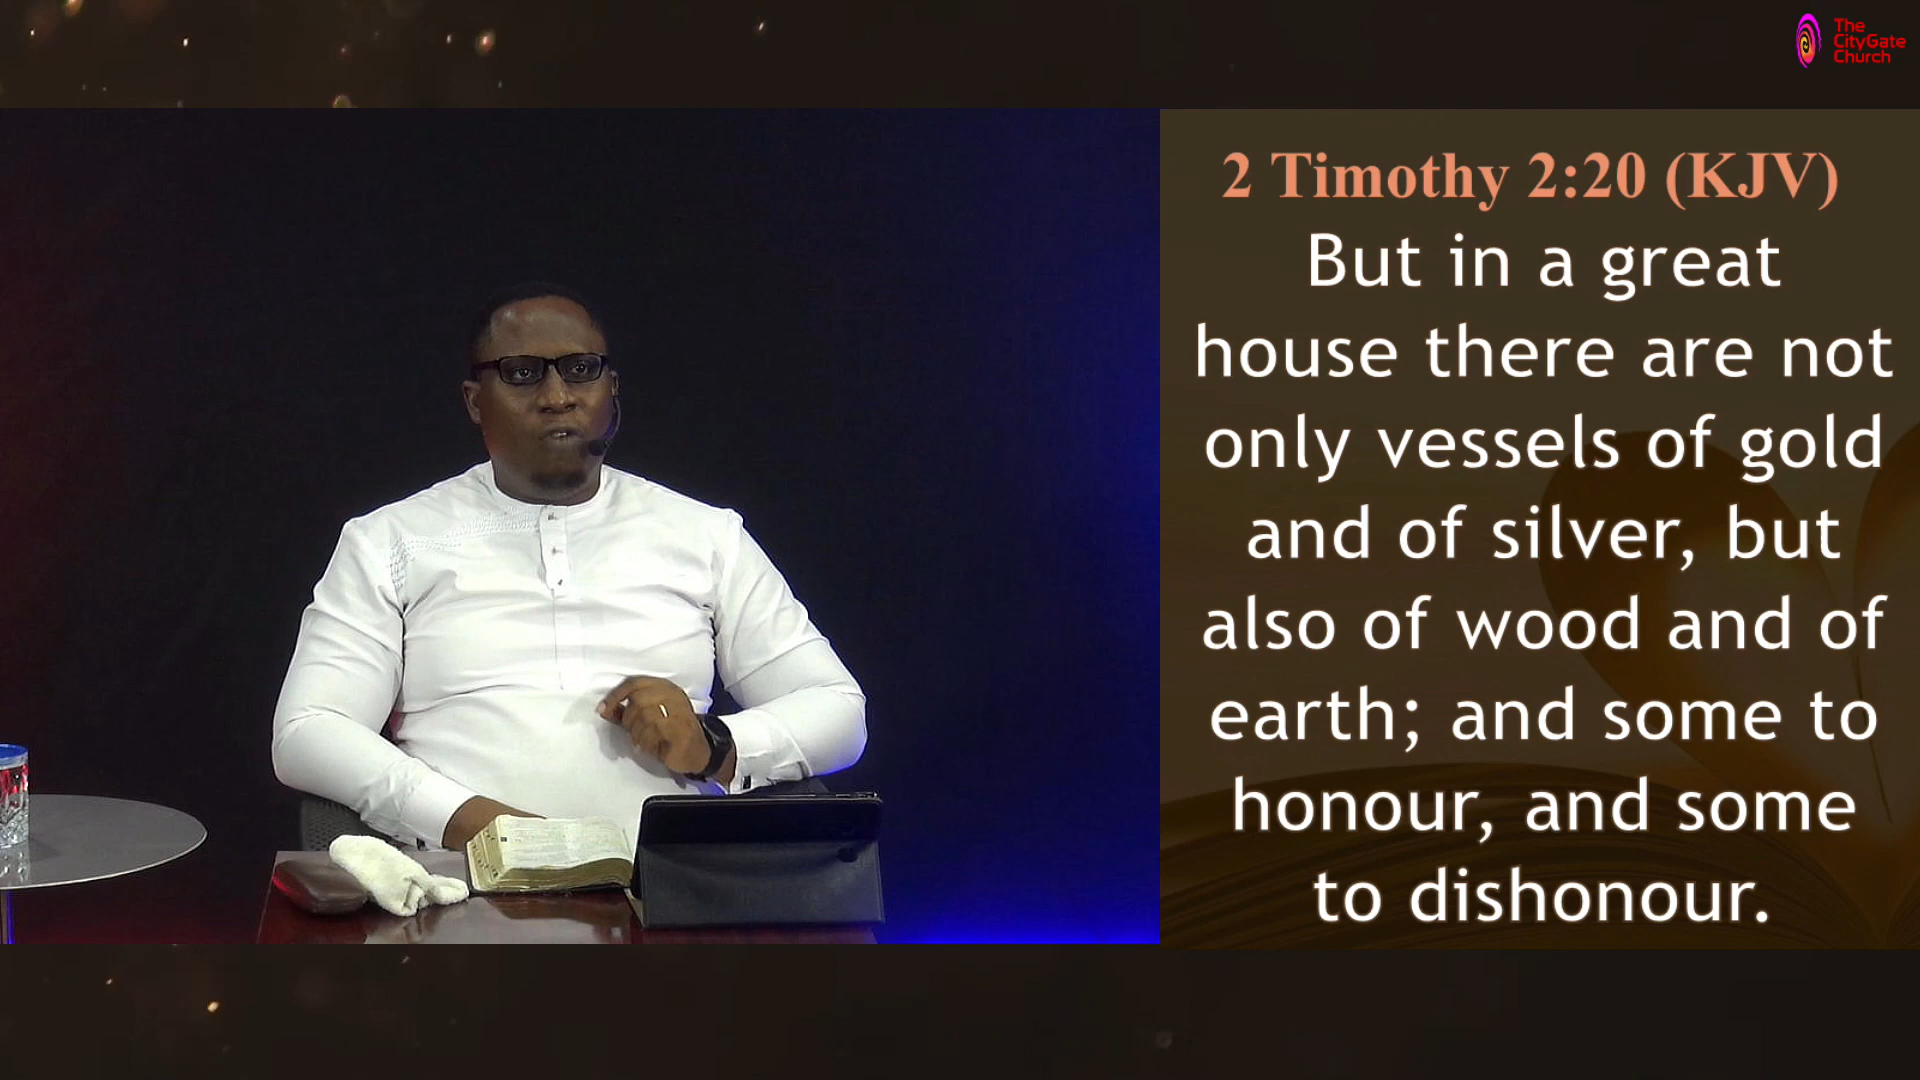 The
CityGate
Church
2 Timothy 2:20 (KJV)
But in a great
house there are not
only vessels of gold
and of silver, but
also of wood and of
earth; and some to
honour, and some
to dishonour.